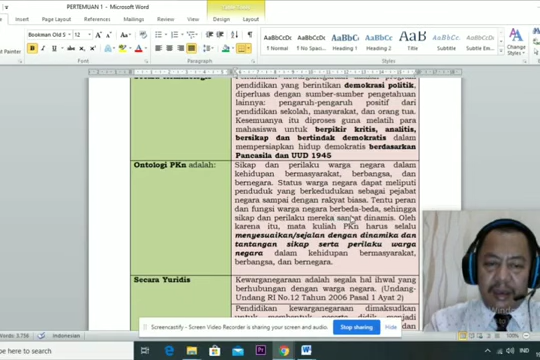 PERTEMUAN 1 - Microsoft Word
References
Mailings
Review
View
Design
Layout
Bookman Old S
12
Format Painter
AaBbCcDc
AaBbCcDc
AaBbC
AaBbCc
AaB
AaBbCc.
AaBbCcDd
1 Normal
1 No Spaci...
Heading 1
Heading 2
Title
Subtitle
Subtle Em...
Change
Styles
Font
Paragraph
Styles
pendidikan yang berintikan demokrasi politik,
diperluas dengan sumber-sumber pengetahuan
lainnya: pengaruh-pengaruh positif dari
pendidikan sekolah, masyarakat, dan orang tua.
Kesemuanya itu diproses guna melatih para
mahasiswa untuk berpikir kritis, analitis,
bersikap dan bertindak demokratis dalam
mempersiapkan hidup demokratis berdasarkan
Pancasila dan UUD 1945
Ontologi PKn adalah:
Sikap dan perilaku warga negara dalam
kehidupan bermasyarakat, berbangsa, dan
bernegara. Status warga negara dapat meliputi
penduduk yang berkedudukan sebagai pejabat
negara sampai dengan rakyat biasa. Tentu peran
dan fungsi warga negara berbeda-beda, sehingga
sikap dan perilaku mereka sangat dinamis. Oleh
karena itu, mata kuliah PKn harus selalu
menyesuaikan/sejalan dengan dinamika dan
tantangan sikap serta perilaku warga
negara dalam kehidupan bermasyarakat,
berbangsa, dan bernegara.
Secara Yuridis
Kewarganegaraan adalah segala hal ihwal yang
berhubungan dengan warga negara. (Undang-
Undang RI No.12 Tahun 2006 Pasal 1 Ayat 2)
Pendidikan kewarganegaraan dimaksudkan
Screencastify - Screen Video Recorder is sharing your screen and audio.
Stop sharing
Hide
Words: 3.758
Indonesian
100%
IND